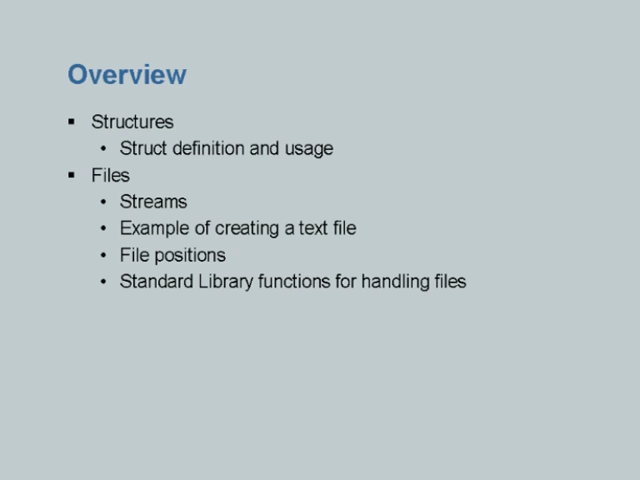 Overview
▪ Structures
• Struct definition and usage
▪ Files
• Streams
• Example of creating a text file
• File positions
• Standard Library functions for handling files